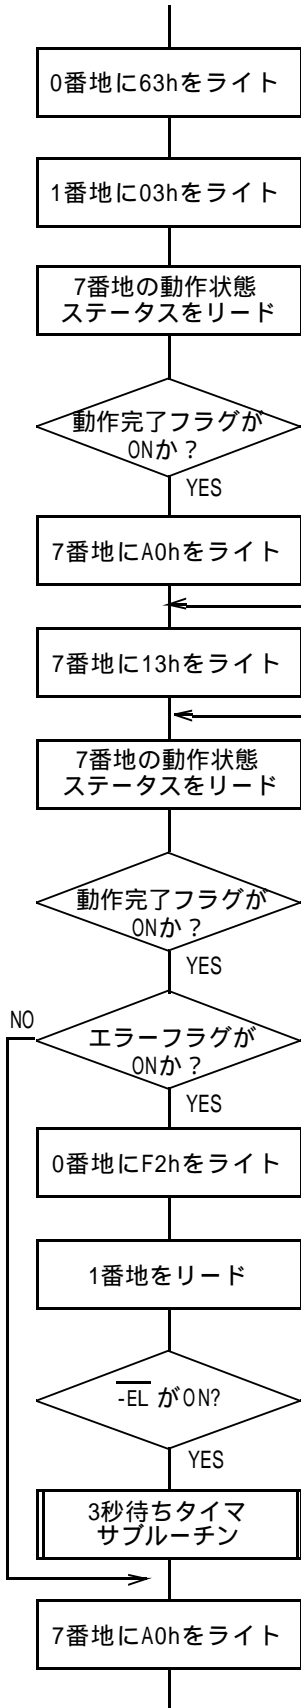 0番地に63hをライト
1番地に03hをライト
7番地の動作状態
ステータスをリード
動作完了フラグが
ONか？
YES
7番地にA0hをライト
7番地に13hをライト
7番地の動作状態
ステータスをリード
動作完了フラグが
ONか？
YES
NO
エラーフラグが
ONか？
YES
0番地にF2hをライト
1番地をリード
-EL がON?
YES
3秒待ちタイマ
サブルーチン
7番地にA0hをライト